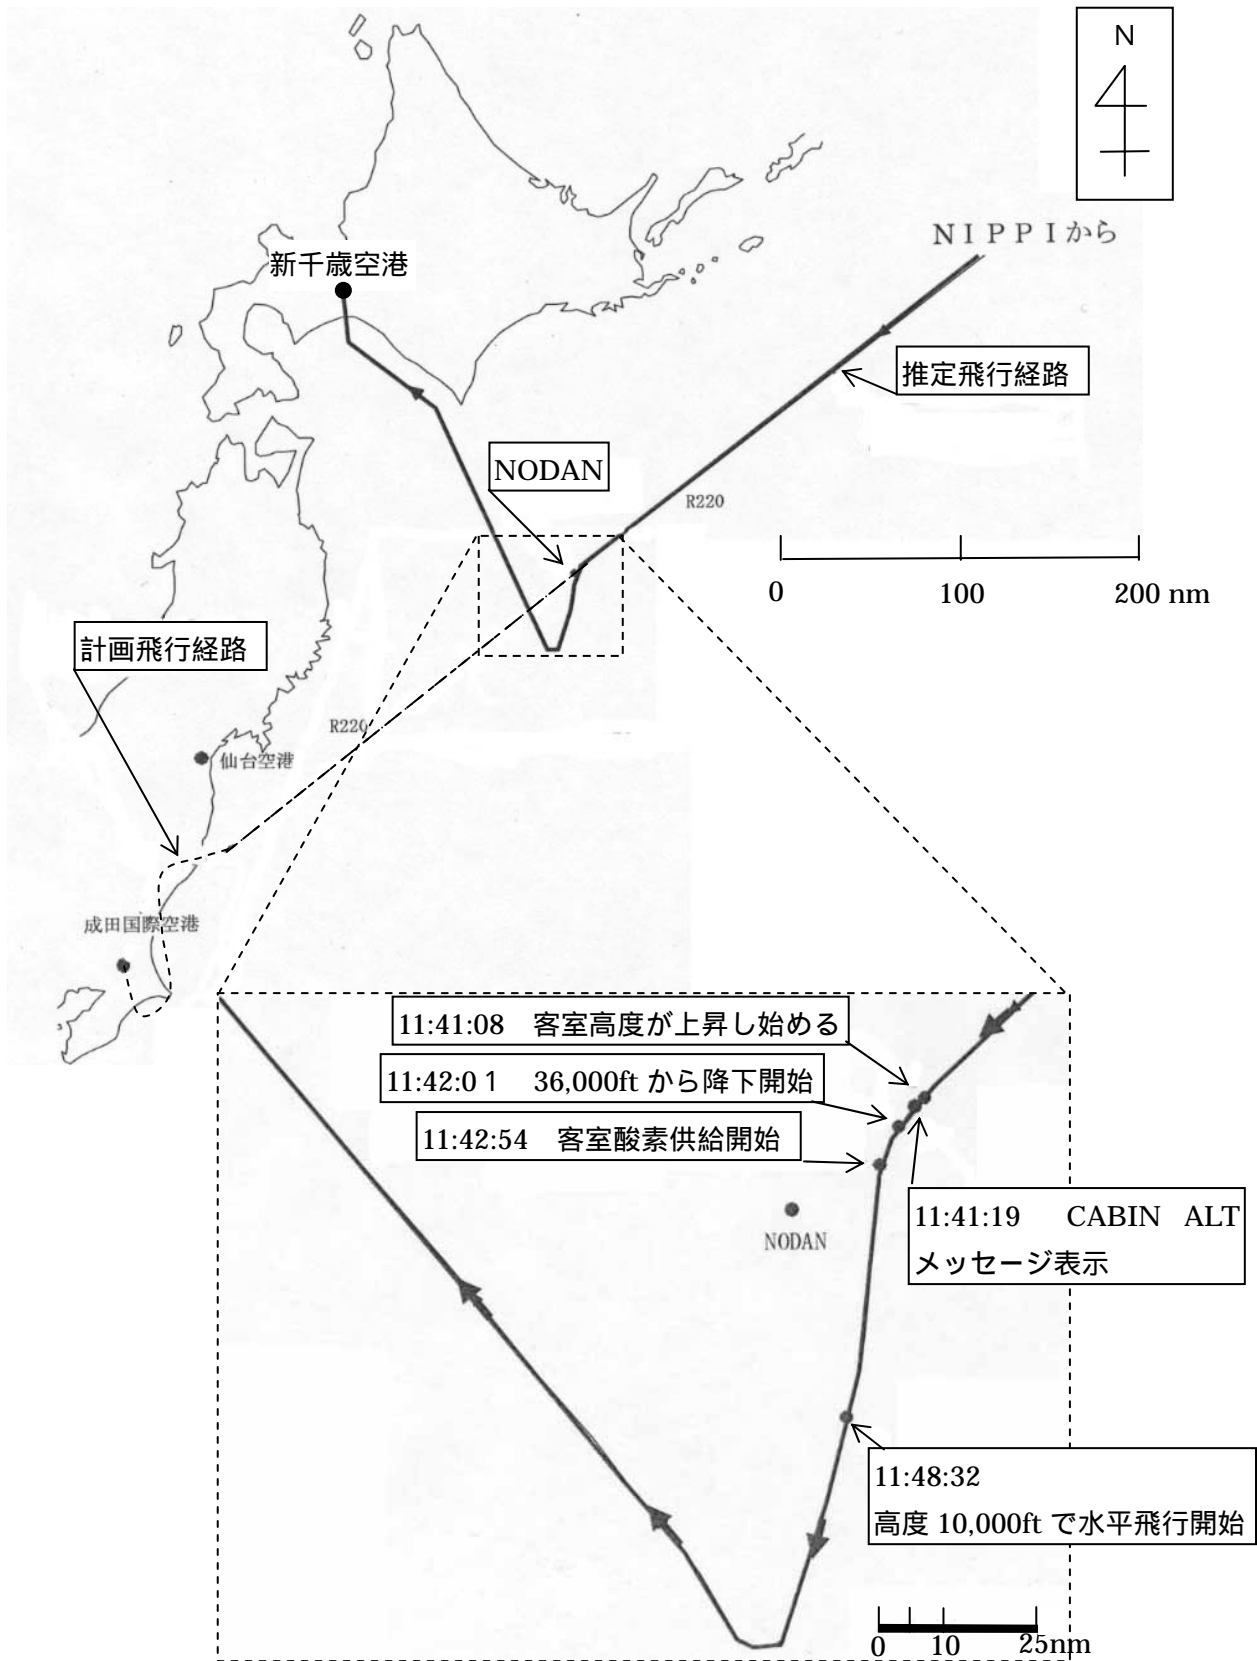 N
NIPPIから
新千歳空港
推定飛行経路
NODAN
R220
0 100 200 nm
計画飛行経路
R220
仙台空港
成田国際空港
11:41:08 客室高度が上昇し始める
11:42:0１ 36,000ft から降下開始
11:42:54 客室酸素供給開始
11:41:19 CABIN ALT
メッセージ表示
NODAN
11:48:32
高度 10,000ft で水平飛行開始
0 10 25nm